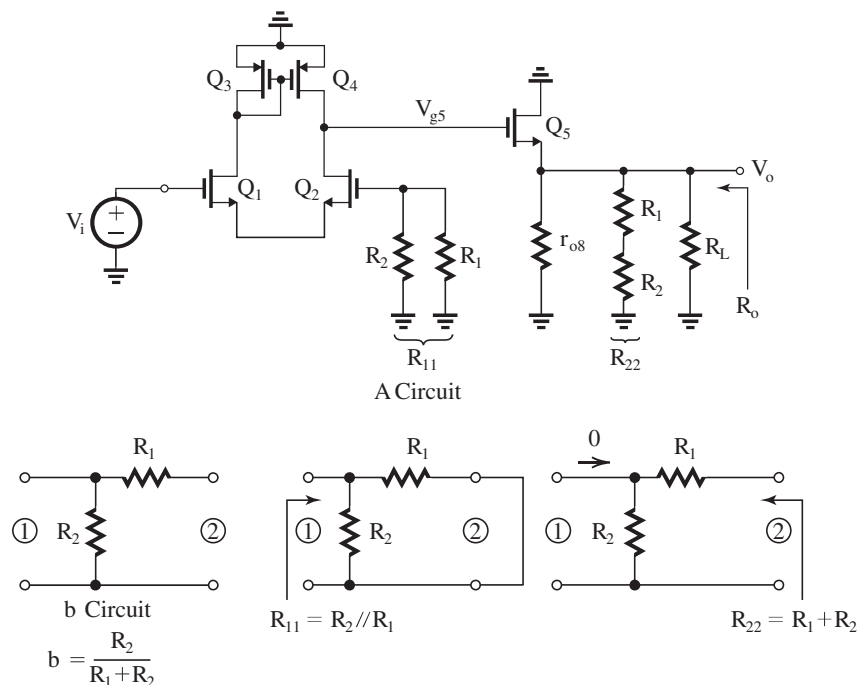 Q3 Q4
Vg5
Q5
Vo
Q1 Q2
Vi
+
−
R2 R1
ro8
R1
R2
RL
Ro
R11
R22
A Circuit
R1
1 R2 2
b Circuit
b = R2 / R1 + R2
R1
1 R2 2
R11 = R2 // R1
0 R1
1 R2 2
R22 = R1 + R2